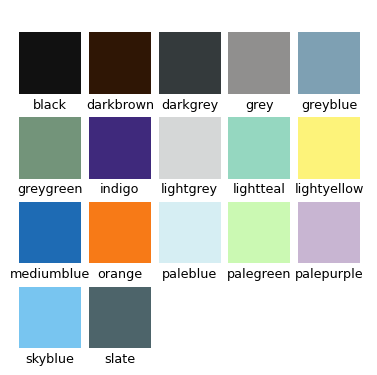 black darkbrown darkgrey grey greyblue
greygreen indigo lightgrey lightteal lightyellow
mediumblue orange paleblue palegreen palepurple
skyblue slate